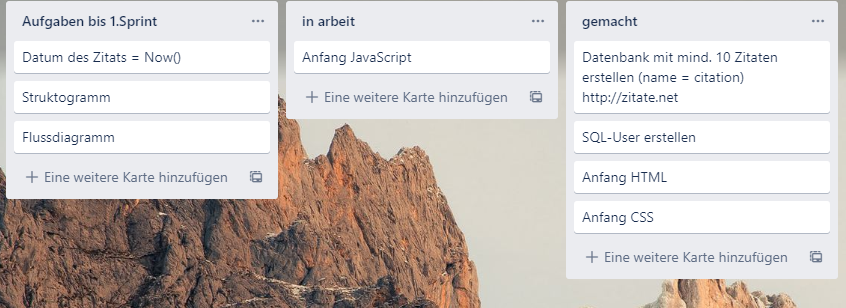 Aufgaben bis 1.Sprint
Datum des Zitats = Now()
Struktogramm
Flussdiagramm
Eine weitere Karte hinzufügen
in arbeit
Anfang JavaScript
Eine weitere Karte hinzufügen
gemacht
Datenbank mit mind. 10 Zitaten
erstellen (name = citation)
http://zitate.net
SQL-User erstellen
Anfang HTML
Anfang CSS
Eine weitere Karte hinzufügen